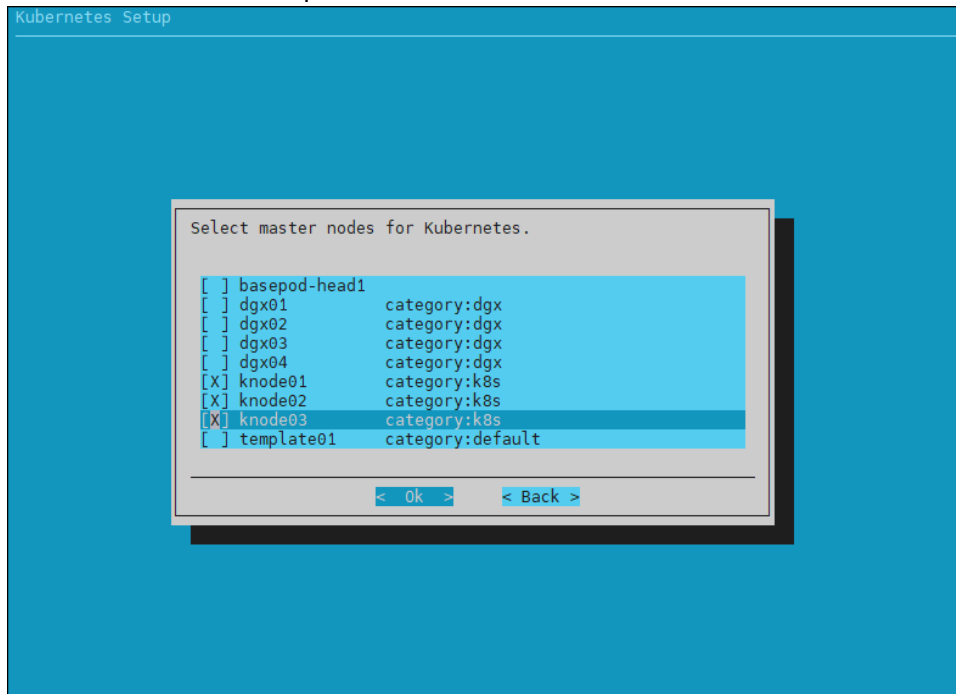 Kubernetes Setup
Select master nodes for Kubernetes.
[ ] basepod-head1
[ ] dgx01 category:dgx
[ ] dgx02 category:dgx
[ ] dgx03 category:dgx
[ ] dgx04 category:dgx
[X] knode01 category:k8s
[X] knode02 category:k8s
[X] knode03 category:k8s
[ ] template01 category:default
< Ok > < Back >